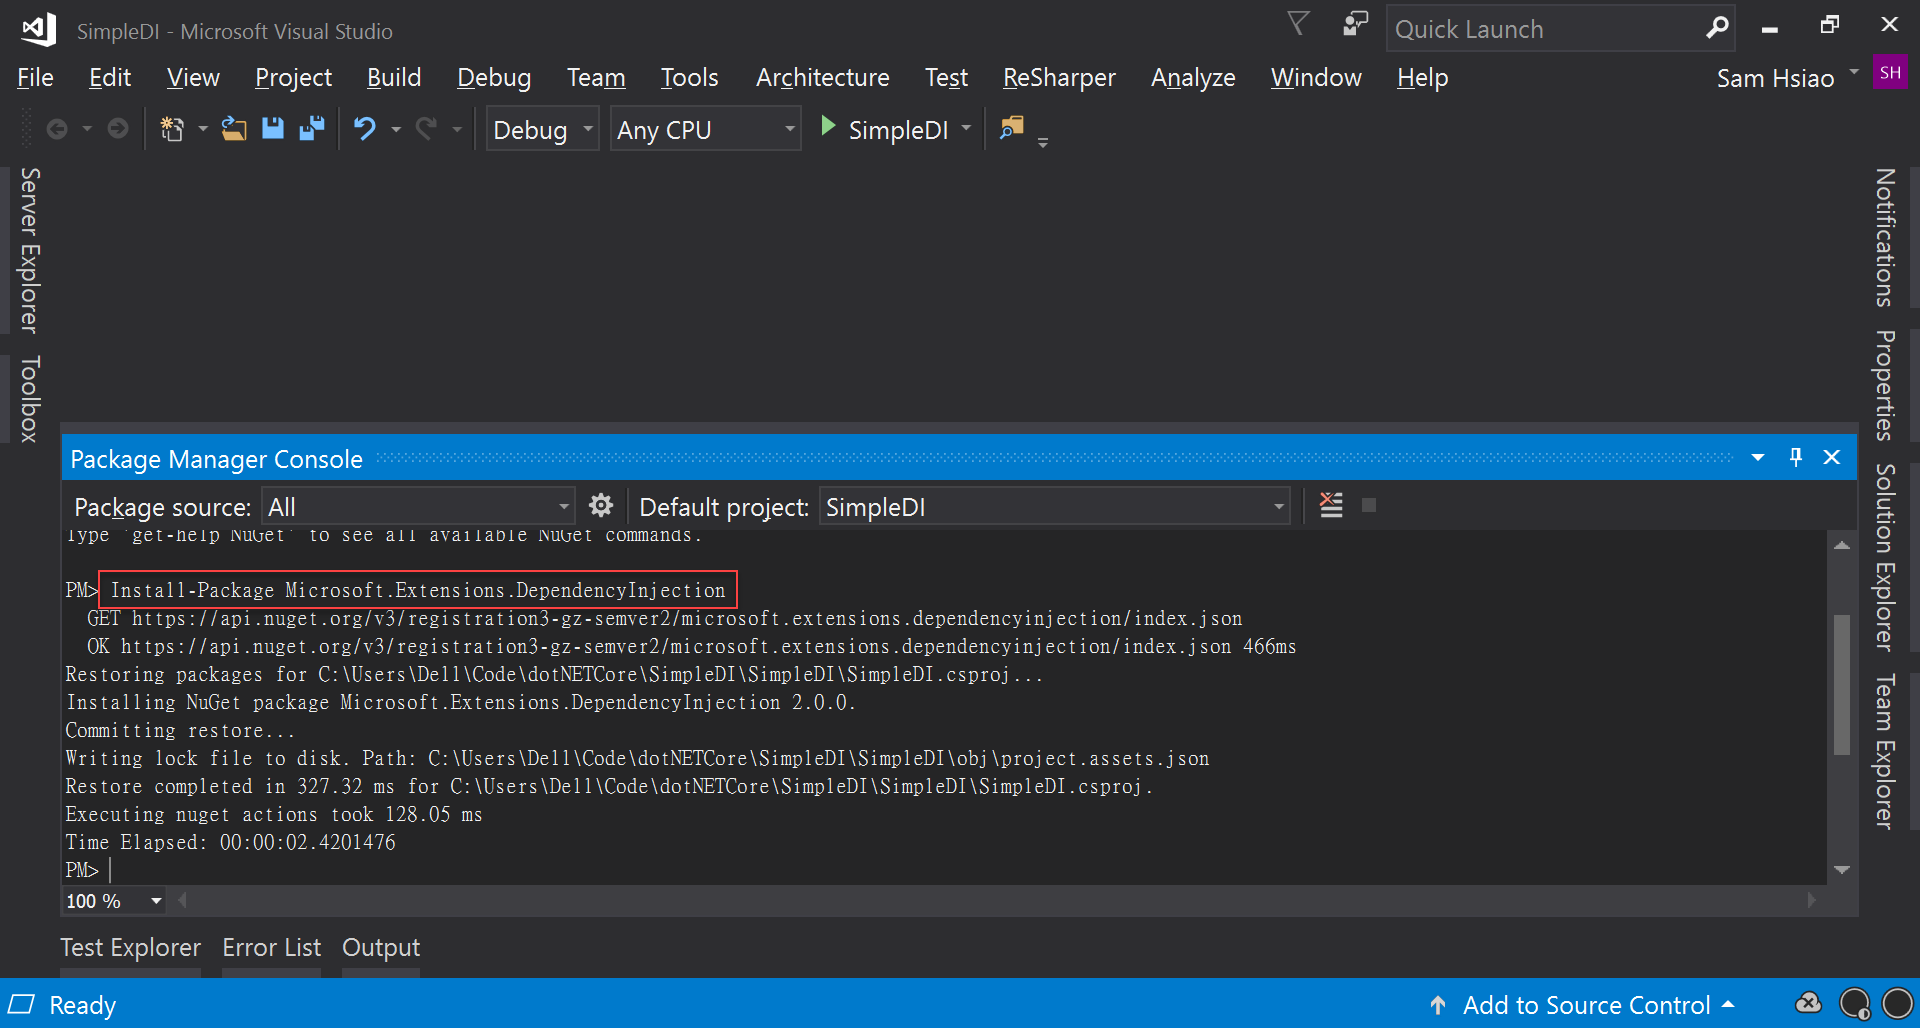 SimpleDI - Microsoft Visual Studio
Quick Launch
File Edit View Project Build Debug Team Tools Architecture Test ReSharper Analyze Window Help
Sam Hsiao SH
Debug Any CPU SimpleDI
Server Explorer
Toolbox
Notifications
Properties
Solution Explorer
Team Explorer
Package Manager Console
Package source: All Default project: SimpleDI
Type 'get-help NuGet' to see all available NuGet commands.
PM> Install-Package Microsoft.Extensions.DependencyInjection
GET https://api.nuget.org/v3/registration3-gz-semver2/microsoft.extensions.dependencyinjection/index.json
OK https://api.nuget.org/v3/registration3-gz-semver2/microsoft.extensions.dependencyinjection/index.json 466ms
Restoring packages for C:\Users\Dell\Code\dotNETCore\SimpleDI\SimpleDI\SimpleDI.csproj...
Installing NuGet package Microsoft.Extensions.DependencyInjection 2.0.0.
Committing restore...
Writing lock file to disk. Path: C:\Users\Dell\Code\dotNETCore\SimpleDI\SimpleDI\obj\project.assets.json
Restore completed in 327.32 ms for C:\Users\Dell\Code\dotNETCore\SimpleDI\SimpleDI\SimpleDI.csproj.
Executing nuget actions took 128.05 ms
Time Elapsed: 00:00:02.4201476
PM>
100 %
Test Explorer Error List Output
Ready
Add to Source Control